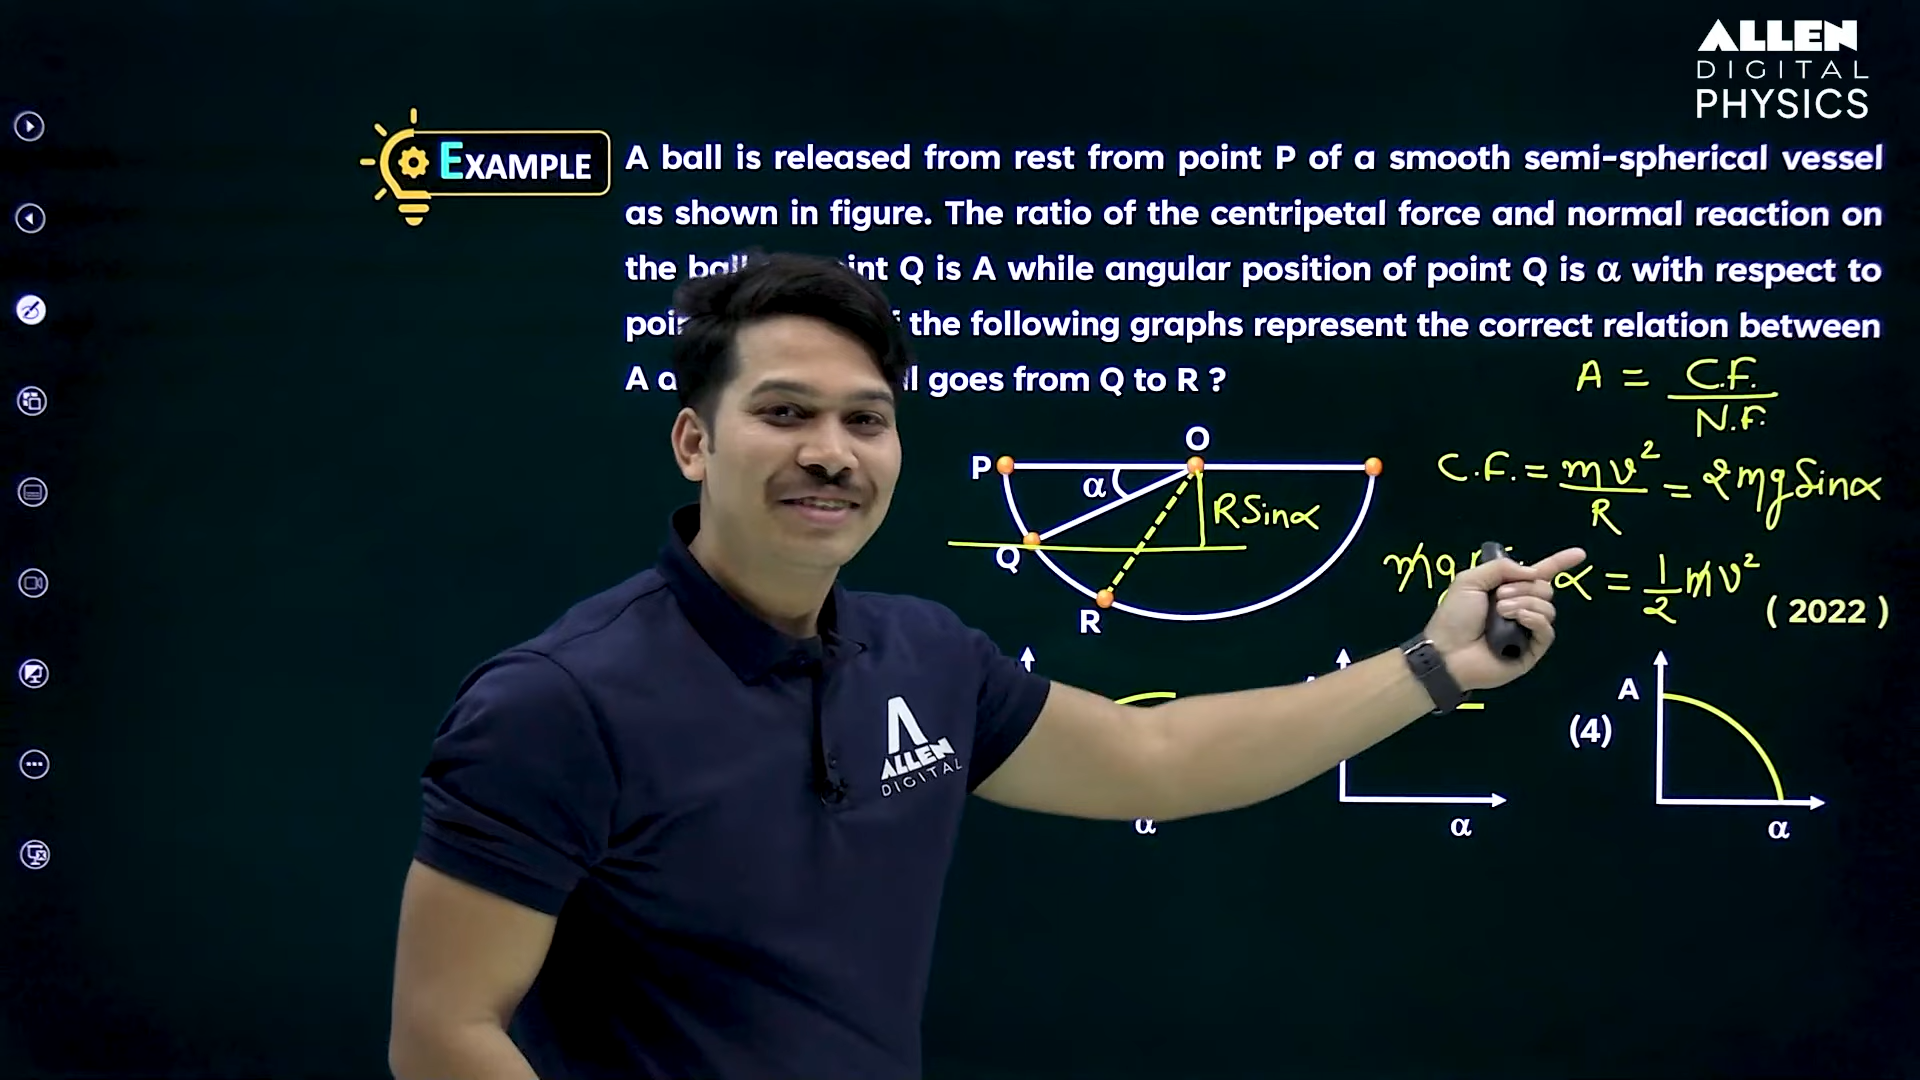 ALLEN
DIGITAL
PHYSICS
EXAMPLE
A ball is released from rest from point P of a smooth semi-spherical vessel
as shown in figure. The ratio of the centripetal force and normal reaction on
the ball Q is A while angular position of point Q is α with respect to
the following graphs represent the correct relation between
A goes from Q to R ?
A = C.F. / N.F.
O
P
α
C.F. = mv² / R = 2mgSinα
RSinα
Q
mg α = 1/2 mv²
R
( 2022 )
A
(4)
α
α
α
ALLEN
DIGITAL